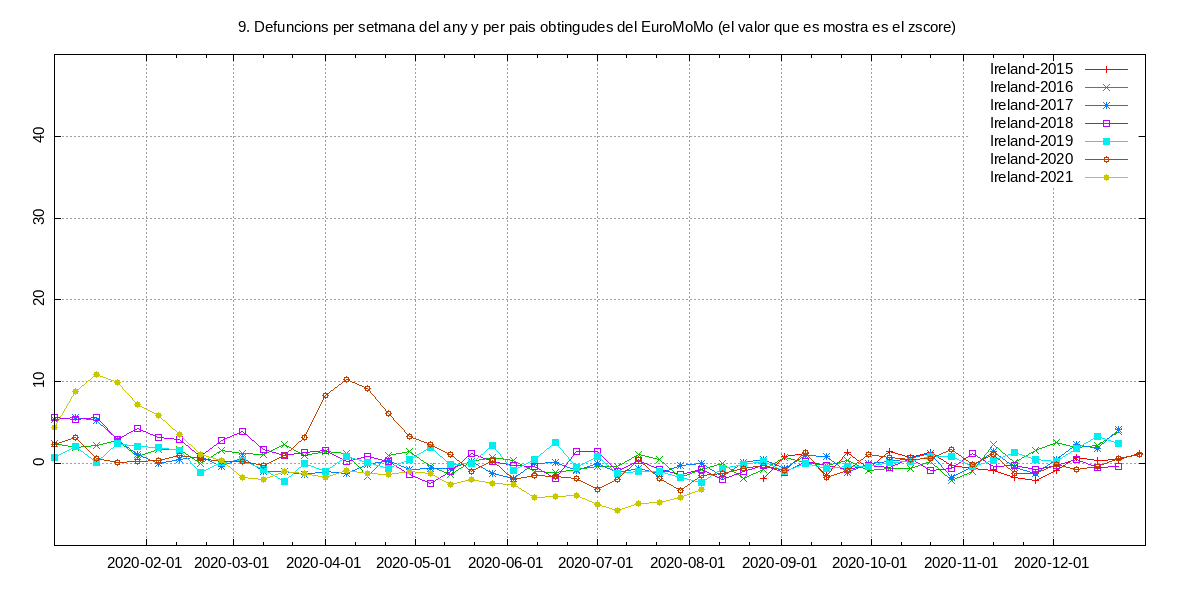 9. Defuncions per setmana del any y per pais obtingudes del EuroMoMo (el valor que es mostra es el zscore)
Ireland-2015
Ireland-2016
Ireland-2017
Ireland-2018
Ireland-2019
Ireland-2020
Ireland-2021
40
30
20
10
0
2020-02-01 2020-03-01 2020-04-01 2020-05-01 2020-06-01 2020-07-01 2020-08-01 2020-09-01 2020-10-01 2020-11-01 2020-12-01